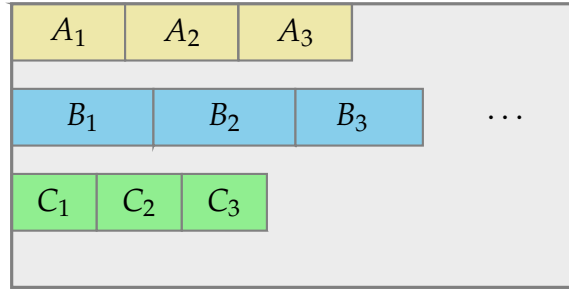 A₁ A₂ A₃
B₁ B₂ B₃ ...
C₁ C₂ C₃